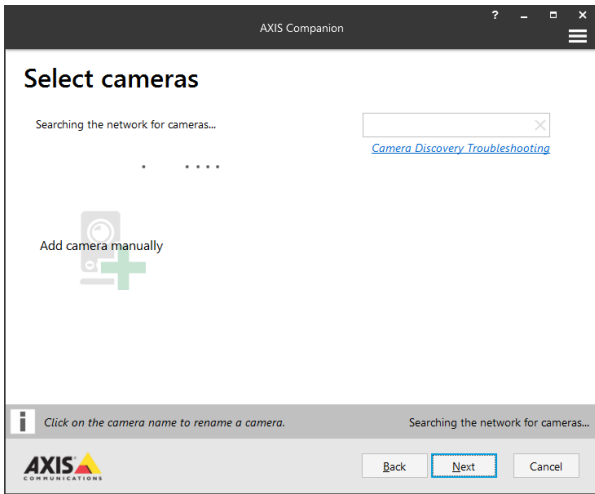 AXIS Companion
?
Select cameras
Searching the network for cameras...
Camera Discovery Troubleshooting
Add camera manually
i Click on the camera name to rename a camera. Searching the network for cameras...
AXIS
COMMUNICATIONS
Back Next Cancel